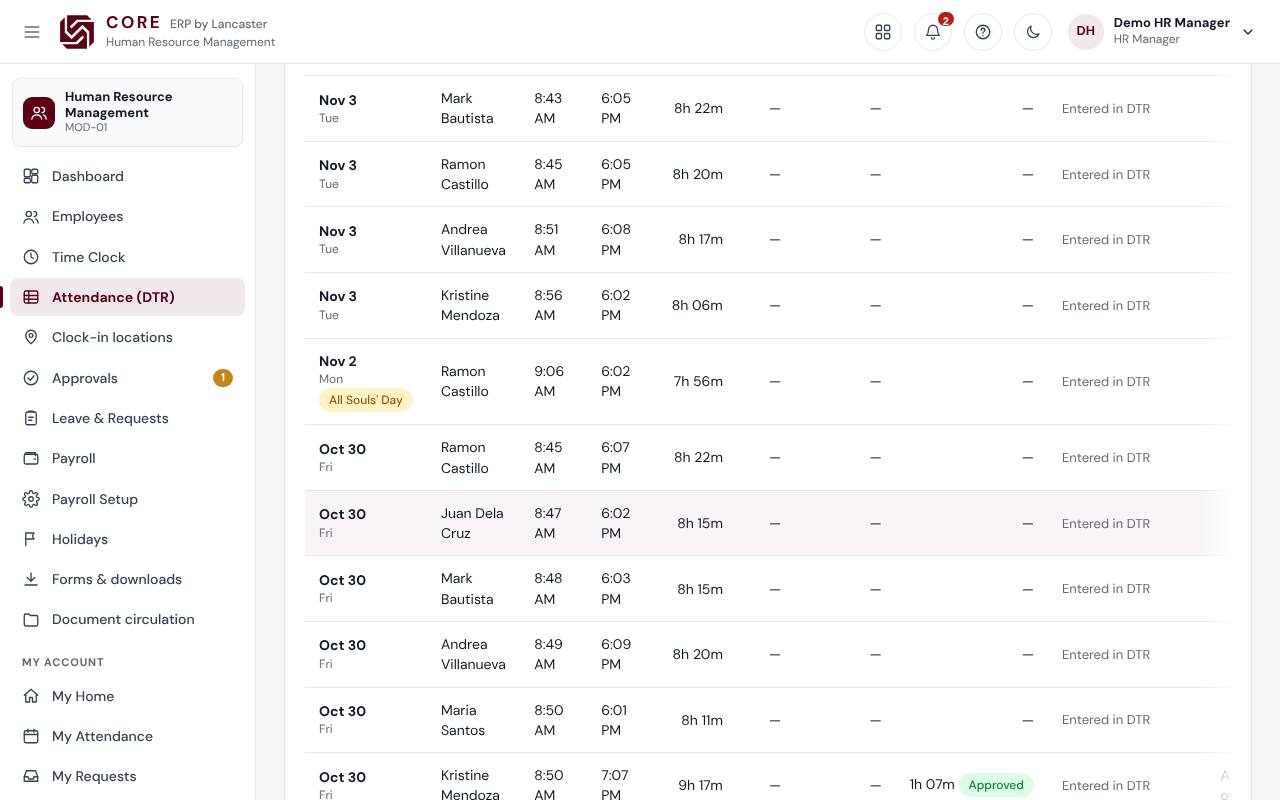 CORE ERP by Lancaster
Human Resource Management
2
DH
Demo HR Manager
HR Manager
Human Resource
Management
MOD-01
Dashboard
Employees
Time Clock
Attendance (DTR)
Clock-in locations
Approvals 1
Leave & Requests
Payroll
Payroll Setup
Holidays
Forms & downloads
Document circulation
MY ACCOUNT
My Home
My Attendance
My Requests
Nov 3 Tue Mark Bautista 8:43 AM 6:05 PM 8h 22m — — — Entered in DTR
Nov 3 Tue Ramon Castillo 8:45 AM 6:05 PM 8h 20m — — — Entered in DTR
Nov 3 Tue Andrea Villanueva 8:51 AM 6:08 PM 8h 17m — — — Entered in DTR
Nov 3 Tue Kristine Mendoza 8:56 AM 6:02 PM 8h 06m — — — Entered in DTR
Nov 2 Mon All Souls' Day Ramon Castillo 9:06 AM 6:02 PM 7h 56m — — — Entered in DTR
Oct 30 Fri Ramon Castillo 8:45 AM 6:07 PM 8h 22m — — — Entered in DTR
Oct 30 Fri Juan Dela Cruz 8:47 AM 6:02 PM 8h 15m — — — Entered in DTR
Oct 30 Fri Mark Bautista 8:48 AM 6:03 PM 8h 15m — — — Entered in DTR
Oct 30 Fri Andrea Villanueva 8:49 AM 6:09 PM 8h 20m — — — Entered in DTR
Oct 30 Fri Maria Santos 8:50 AM 6:01 PM 8h 11m — — — Entered in DTR
Oct 30 Fri Kristine Mendoza 8:50 AM 7:07 PM 9h 17m — — 1h 07m Approved Entered in DTR